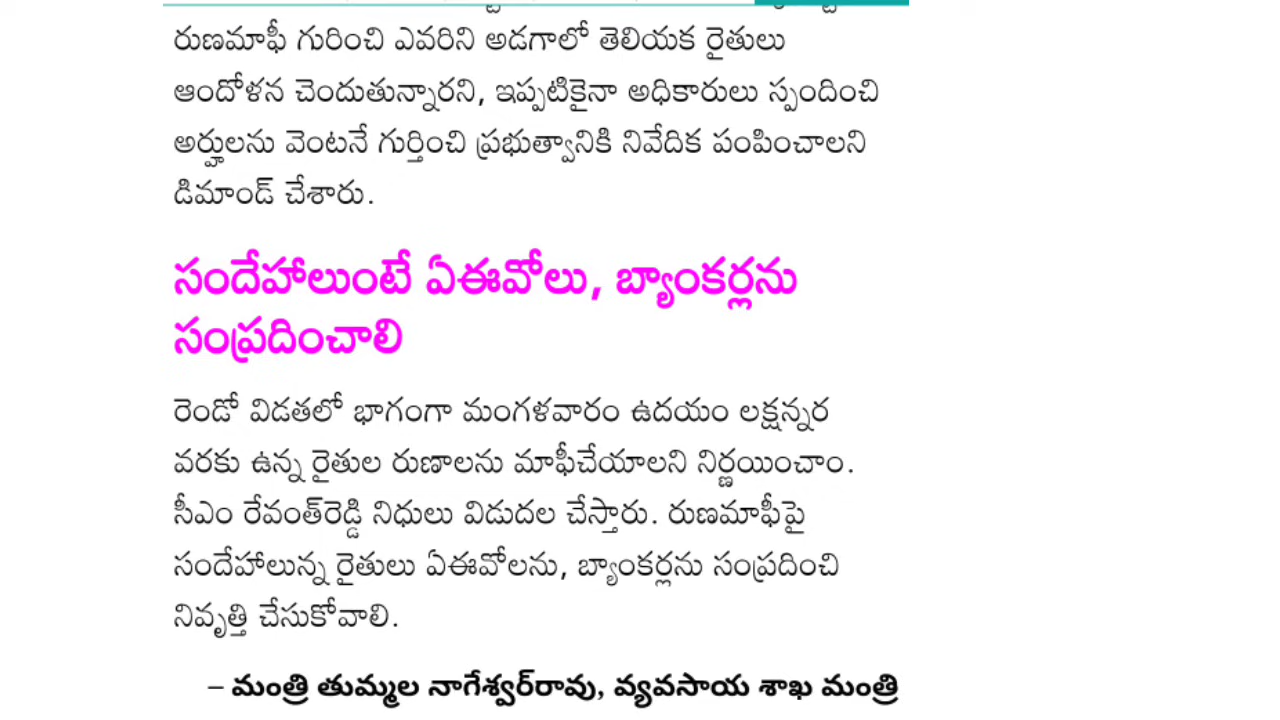 రుణమాఫీ గురించి ఎవరిని అడగాలో తెలియక రైతులు
ఆందోళన చెందుతున్నారని, ఇప్పటికైనా అధికారులు స్పందించి
అర్హులను వెంటనే గుర్తించి ప్రభుత్వానికి నివేదిక పంపించాలని
డిమాండ్ చేశారు.
సందేహాలుంటే ఏఈవోలు, బ్యాంకర్లను
సంప్రదించాలి
రెండో విడతలో భాగంగా మంగళవారం ఉదయం లక్షన్నర
వరకు ఉన్న రైతుల రుణాలను మాఫీచేయాలని నిర్ణయించాం.
సీఎం రేవంత్‌రెడ్డి నిధులు విడుదల చేస్తారు. రుణమాఫీపై
సందేహాలున్న రైతులు ఏఈవోలను, బ్యాంకర్లను సంప్రదించి
నివృత్తి చేసుకోవాలి.
– మంత్రి తుమ్మల నాగేశ్వర్‌రావు, వ్యవసాయ శాఖ మంత్రి